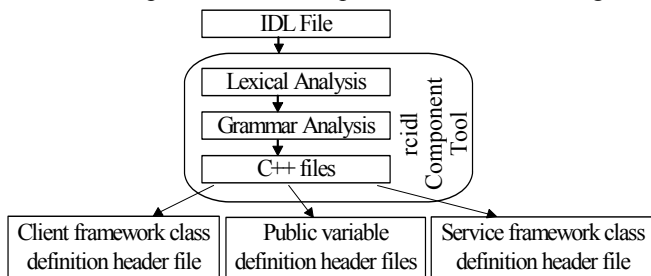 IDL File
Lexical Analysis
Grammar Analysis
C++ files
rcidl
Component
Tool
Client framework class
definition header file
Public variable
definition header files
Service framework class
definition header file